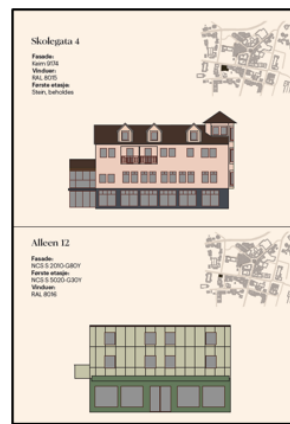 Skolegata 4
Fasade:
Keim 9174
Vinduer:
RAL 8015
Første etasje:
Stein, beholdes
Alleen 12
Fasade:
NCS S 2010-G80Y
Første etasje:
NCS S 5020-G30Y
Vinduer:
RAL 8016